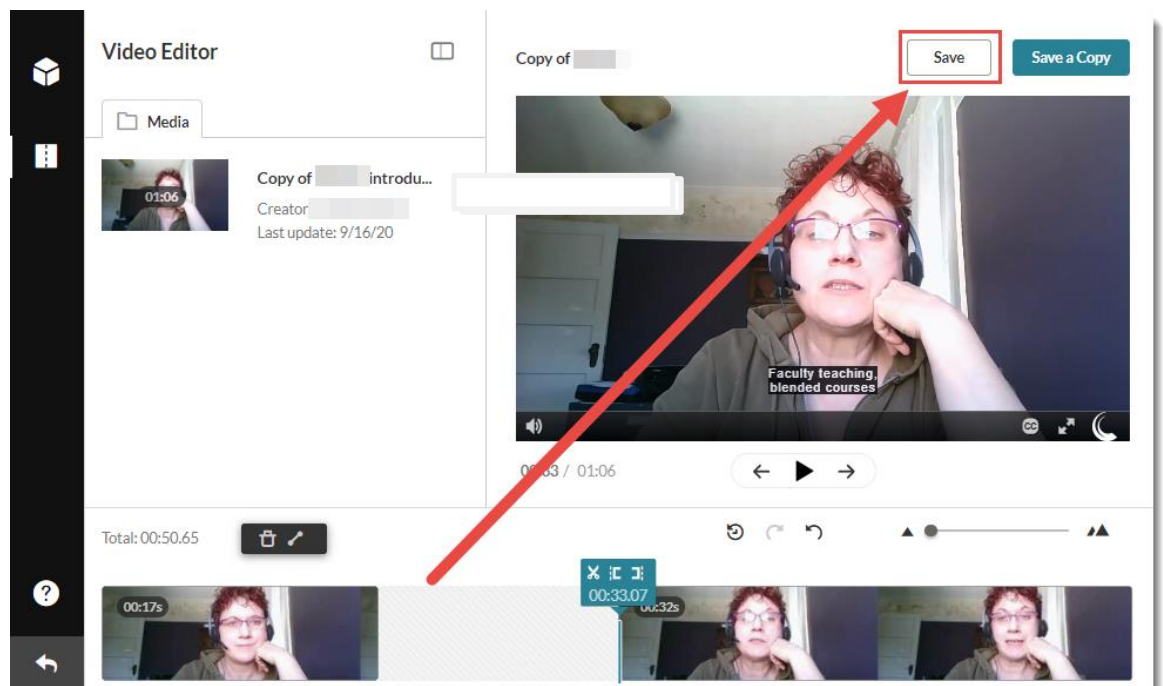 Video Editor
Media
01:06
Copy of introdu...
Creator
Last update: 9/16/20
Copy of
Save
Save a Copy
Faculty teaching,
blended courses
CC
/ 01:06
Total: 00:50.65
?
00:33.07
00:17s
00:32s